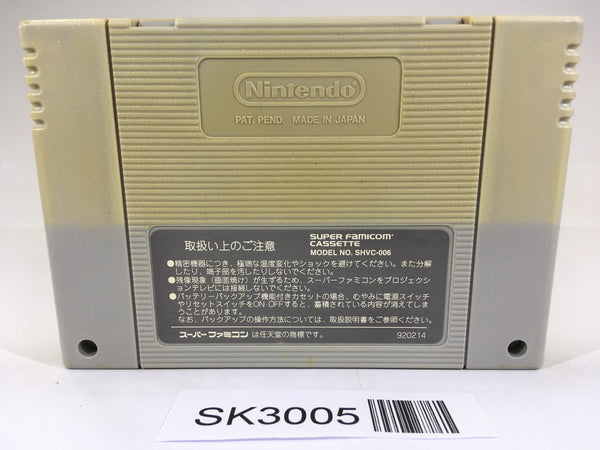 Nintendo
PAT. PEND. MADE IN JAPAN
取扱い上のご注意
SUPER FAMICOM
CASSETTE
MODEL NO. SHVC-006
●精密機器につき、極端な温度変化やショックを避けてください。また分解
したり、端子部を汚したりしないでください。
●残像現象（画面焼け）が生ずるため、スーパーファミコンをプロジェクシ
ョンテレビには接続しないでください。
●バッテリーバックアップ機能付きカセットの場合、むやみに電源スイッチ
やリセットスイッチをON・OFFすると、蓄積されている内容が消えてしま
うことがあります。
なお、バックアップの操作方法については、取扱説明書をご参照ください。
スーパーファミコン は任天堂の商標です。 920214
SK3005